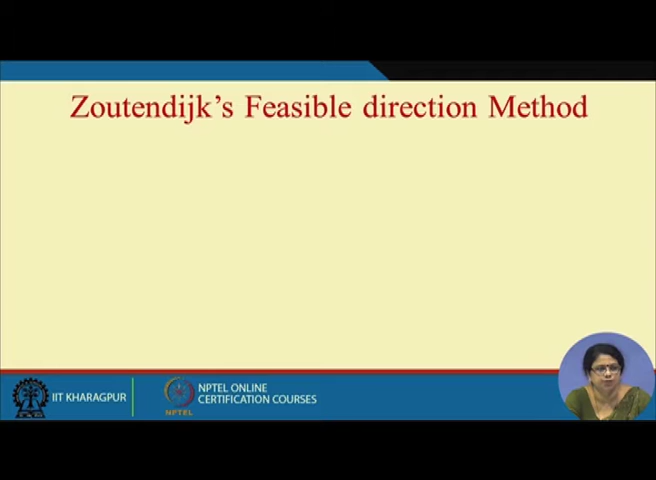 Zoutendijk's Feasible direction Method
IIT KHARAGPUR
NPTEL
NPTEL ONLINE
CERTIFICATION COURSES